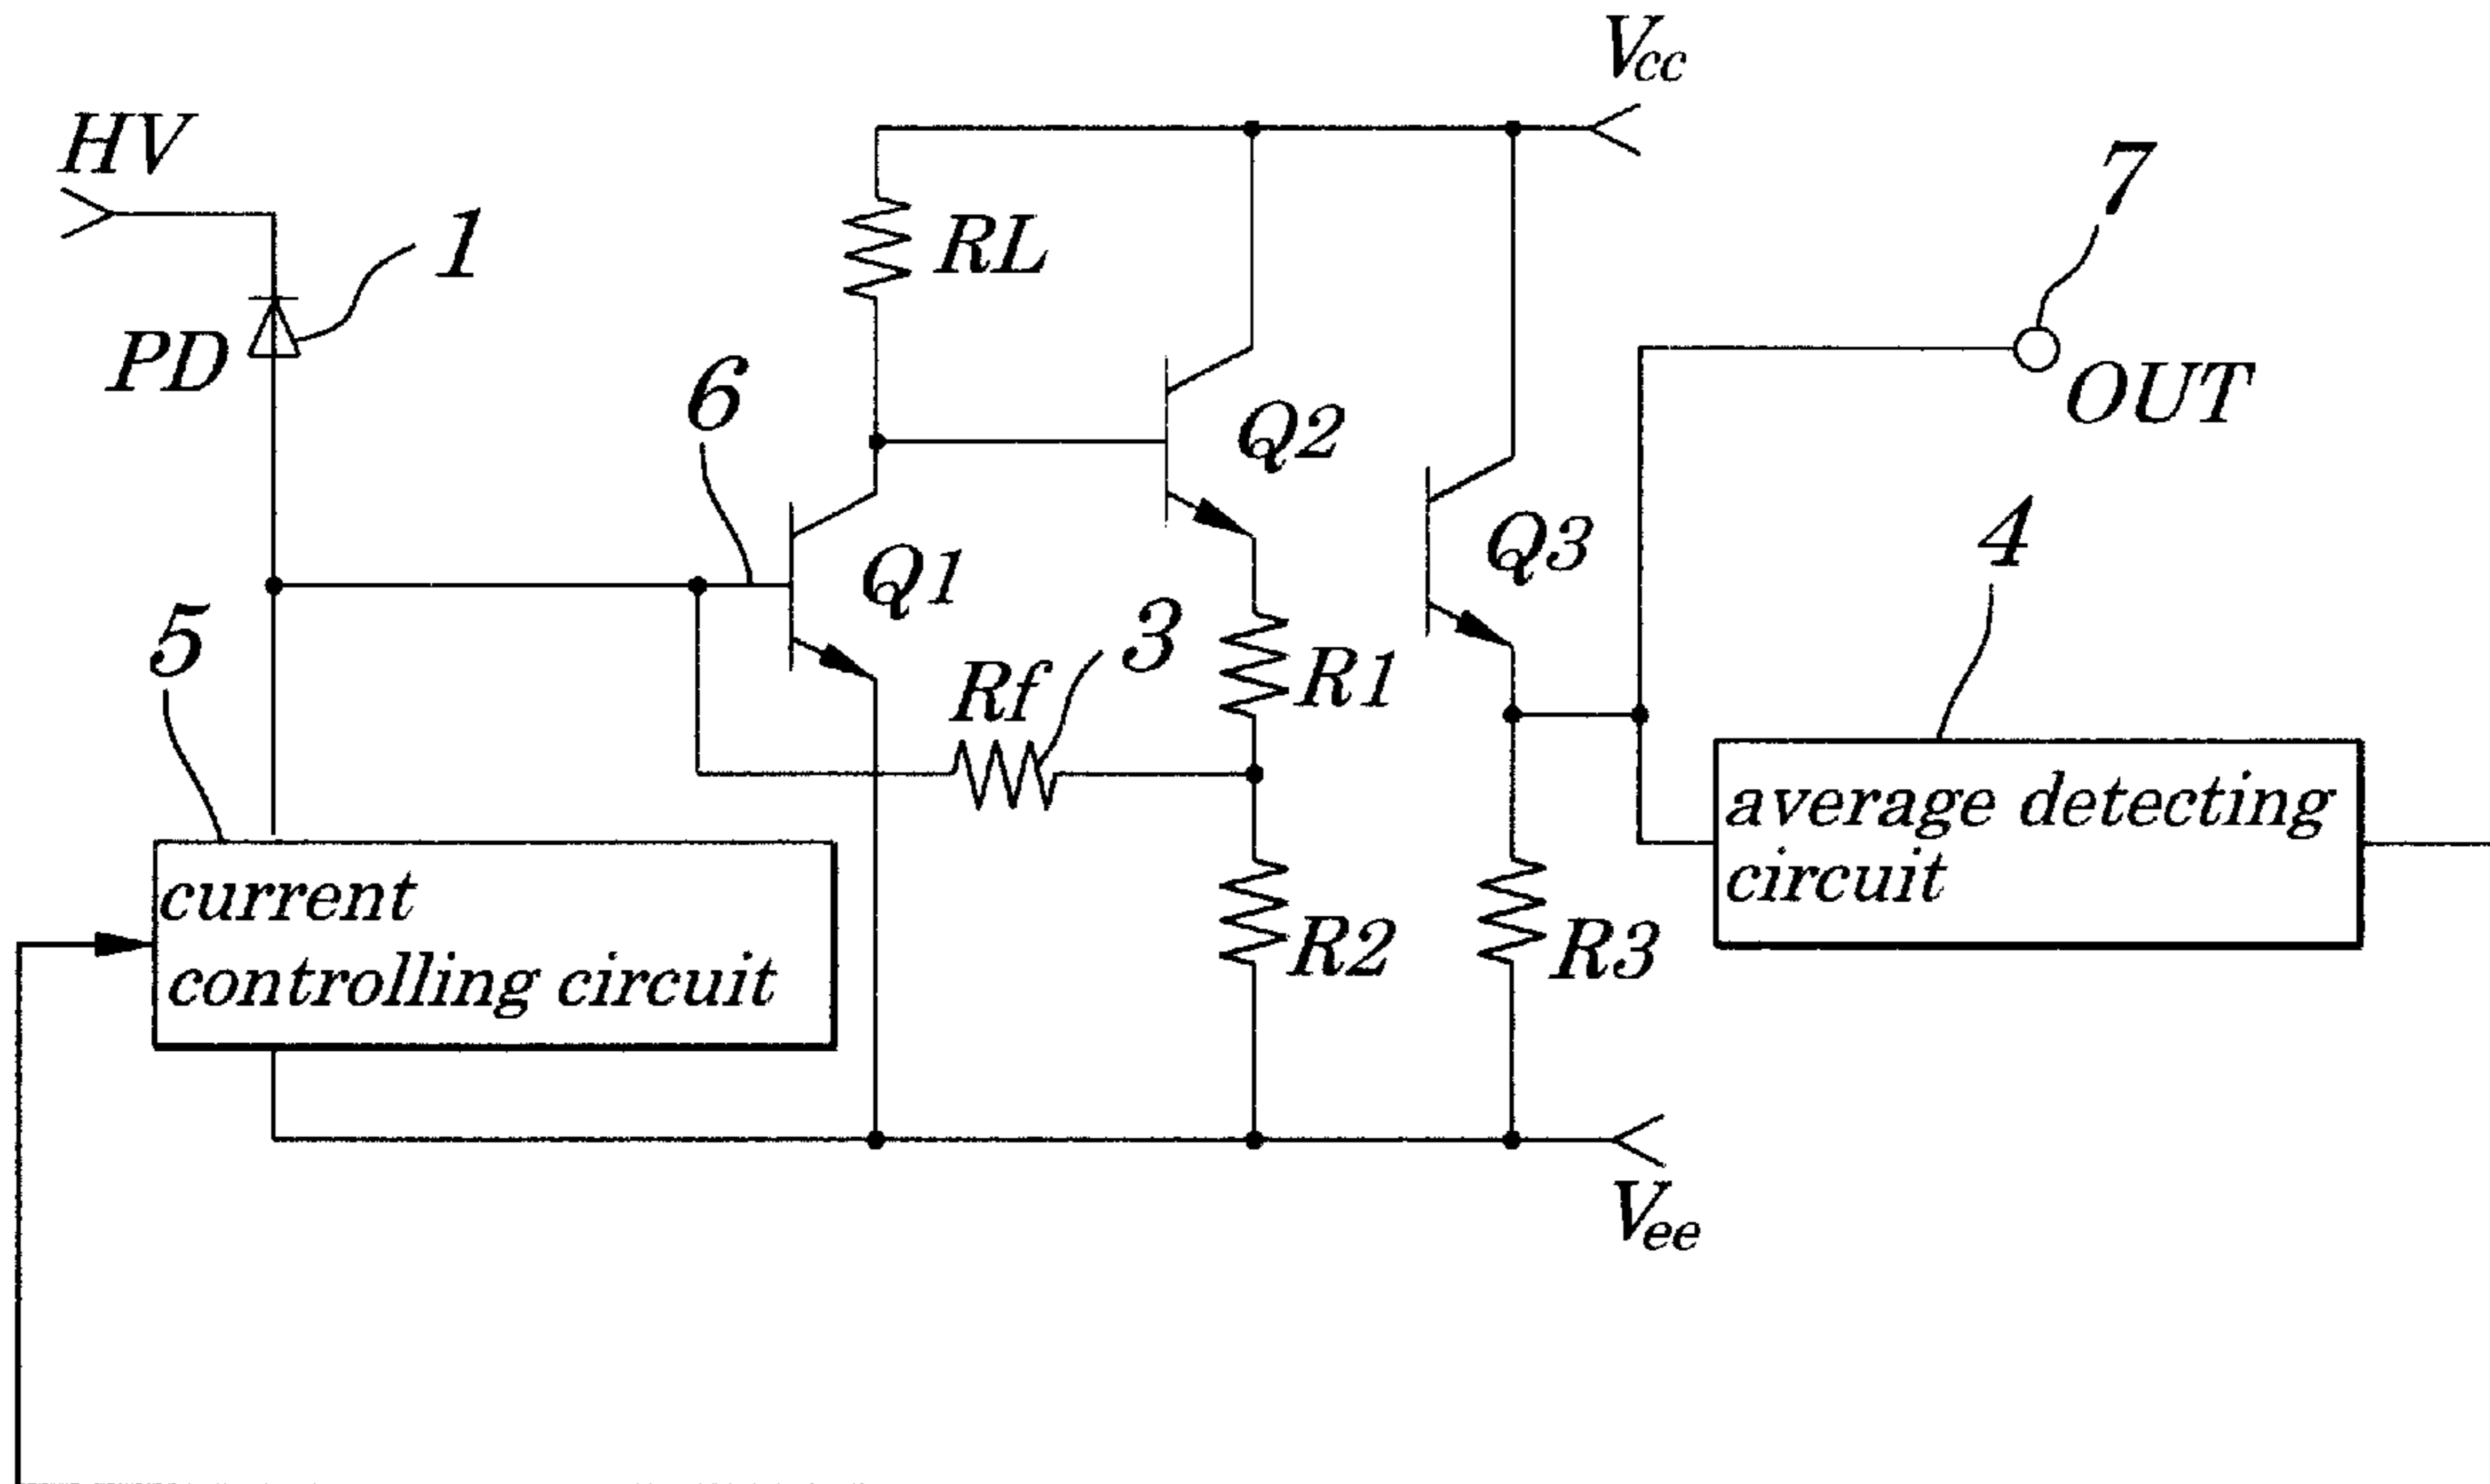 Vcc
HV
1
7
RL
PD
6
OUT
Q2
Q3
4
Q1
5
3
Rf
R1
average detecting
circuit
current
controlling circuit
R2
R3
Vee